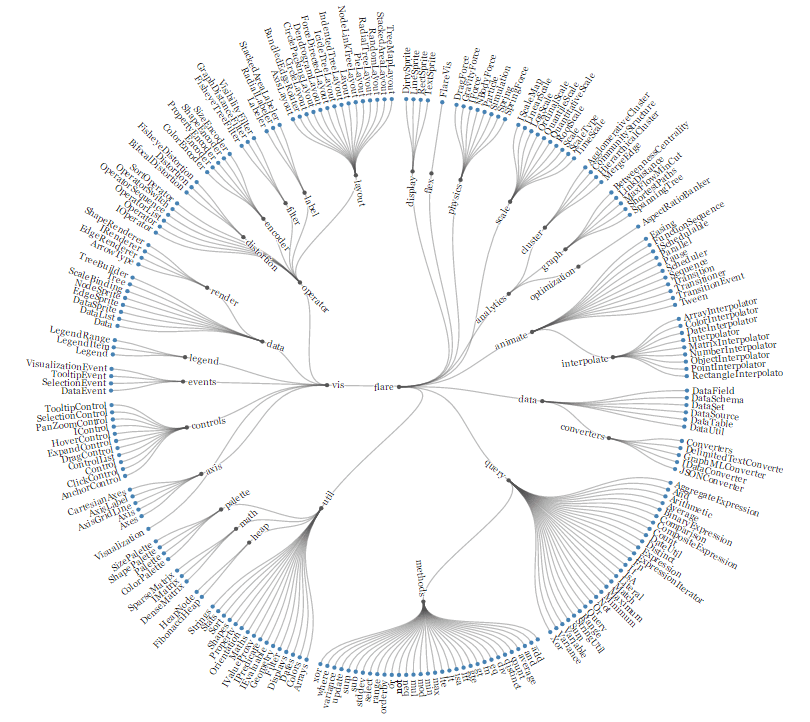 flare
analytics
cluster
AgglomerativeCluster
CommunityStructure
HierarchicalCluster
MergeEdge
graph
BetweennessCentrality
LinkDistance
MaxFlowMinCut
ShortestPaths
SpanningTree
optimization
AspectRatioBanker
animate
Easing
FunctionSequence
ISchedulable
Parallel
Pause
Scheduler
Sequence
Transition
Transitioner
TransitionEvent
Tween
interpolate
ArrayInterpolator
ColorInterpolator
DateInterpolator
Interpolator
MatrixInterpolator
NumberInterpolator
ObjectInterpolator
PointInterpolator
RectangleInterpolato
data
DataField
DataSchema
DataSet
DataSource
DataTable
DataUtil
converters
Converters
DelimitedTextConverte
GraphMLConverter
IDataConverter
JSONConverter
query
AggregateExpression
And
Arithmetic
Average
BinaryExpression
Comparison
CompositeExpression
Count
DateUtil
Distinct
Expression
ExpressionIterator
Fn
If
IsA
Literal
Match
Maximum
Minimum
Not
Or
Query
Range
StringUtil
Sum
Variable
Variance
Xor
methods
add
and
average
count
distinct
div
eq
fn
gt
gte
iff
isa
lt
lte
max
min
mod
mul
neq
not
or
orderby
range
select
stddev
sub
sum
update
variance
where
xor
util
Arrays
Colors
Dates
Displays
Filter
Geometry
IEvaluable
IPredicate
IValueProxy
Maths
Orientation
Property
Shapes
Sort
Stats
Strings
heap
FibonacciHeap
HeapNode
math
DenseMatrix
IMatrix
SparseMatrix
palette
ColorPalette
Palette
ShapePalette
SizePalette
vis
Visualization
axis
Axes
Axis
AxisGridLine
AxisLabel
CartesianAxes
controls
AnchorControl
ClickControl
Control
ControlList
DragControl
ExpandControl
HoverControl
IControl
PanZoomControl
SelectionControl
TooltipControl
events
DataEvent
SelectionEvent
TooltipEvent
VisualizationEvent
legend
Legend
LegendItem
LegendRange
data
Data
DataList
DataSprite
EdgeSprite
NodeSprite
ScaleBinding
Tree
TreeBuilder
render
ArrowType
EdgeRenderer
IRenderer
ShapeRenderer
operator
IOperator
Operator
OperatorList
OperatorSequence
OperatorSwitch
SortOperator
distortion
BifocalDistortion
Distortion
FisheyeDistortion
encoder
ColorEncoder
Encoder
PropertyEncoder
ShapeEncoder
SizeEncoder
filter
FisheyeTreeFilter
GraphDistanceFilter
VisibilityFilter
label
Labeler
RadialLabeler
StackedAreaLabeler
layout
AxisLayout
BundledEdgeRouter
CircleLayout
CirclePackingLayout
DendrogramLayout
ForceDirectedLayout
IcicleTreeLayout
IndentedTreeLayout
Layout
NodeLinkTreeLayout
PieLayout
RadialTreeLayout
RandomLayout
StackedAreaLayout
TreeMapLayout
display
DirtySprite
LineSprite
RectSprite
TextSprite
flex
FlareVis
physics
DragForce
GravityForce
IForce
NBodyForce
Particle
Simulation
Spring
SpringForce
scale
IScaleMap
LinearScale
LogScale
OrdinalScale
QuantileScale
QuantitativeScale
RootScale
Scale
ScaleType
TimeScale